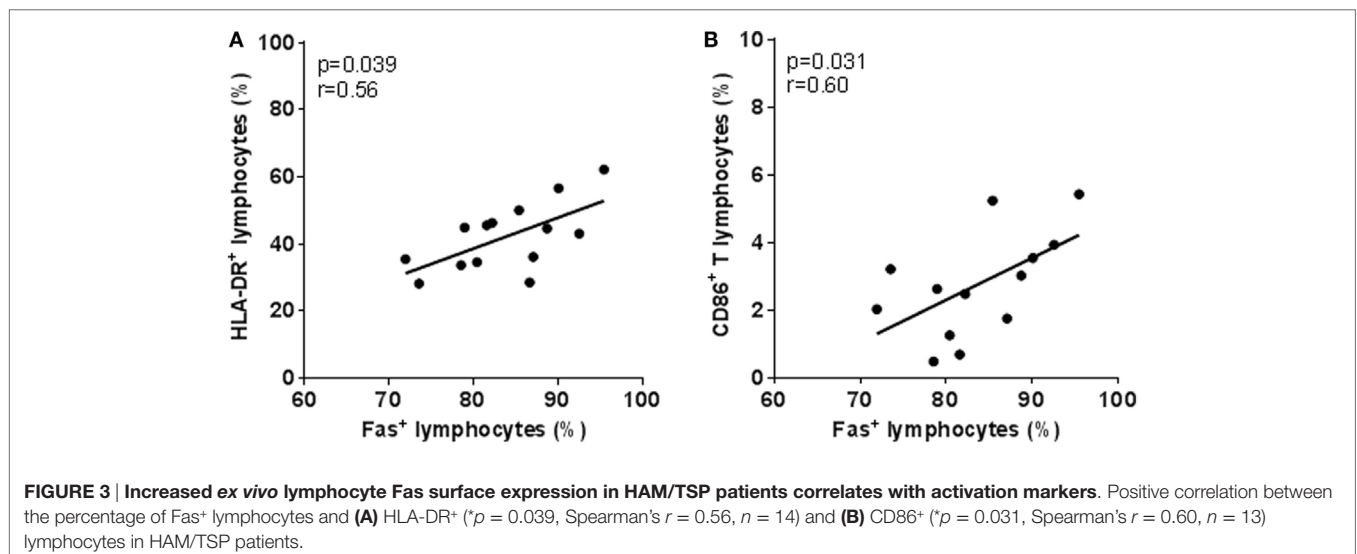 A
p=0.039
r=0.56
HLA-DR⁺ lymphocytes (%)
100
80
60
40
20
0
60 70 80 90 100
Fas⁺ lymphocytes (%)
B
p=0.031
r=0.60
CD86⁺ T lymphocytes (%)
10
8
6
4
2
0
60 70 80 90 100
Fas⁺ lymphocytes (%)
FIGURE 3 | Increased ex vivo lymphocyte Fas surface expression in HAM/TSP patients correlates with activation markers. Positive correlation between
the percentage of Fas⁺ lymphocytes and (A) HLA-DR⁺ (*p = 0.039, Spearman's r = 0.56, n = 14) and (B) CD86⁺ (*p = 0.031, Spearman's r = 0.60, n = 13)
lymphocytes in HAM/TSP patients.